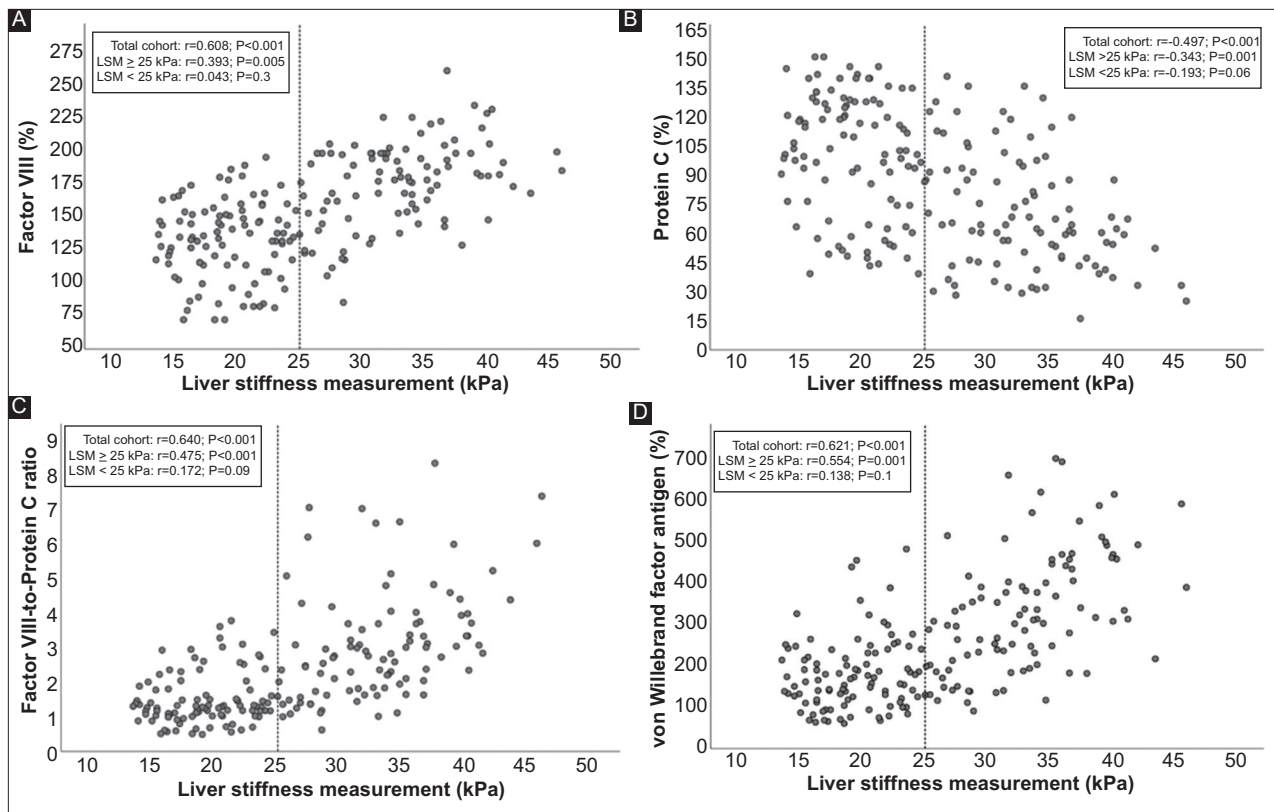 A
Total cohort: r=0.608; P<0.001
LSM ≥ 25 kPa: r=0.393; P=0.005
LSM < 25 kPa: r=0.043; P=0.3
Factor VIII (%)
275
250
225
200
175
150
125
100
75
50
10 15 20 25 30 35 40 45 50
Liver stiffness measurement (kPa)
B
Total cohort: r=-0.497; P<0.001
LSM >25 kPa: r=-0.343; P=0.001
LSM <25 kPa: r=-0.193; P=0.06
Protein C (%)
165
150
135
120
105
90
75
60
45
30
15
0
10 15 20 25 30 35 40 45 50
Liver stiffness measurement (kPa)
C
Total cohort: r=0.640; P<0.001
LSM ≥ 25 kPa: r=0.475; P<0.001
LSM < 25 kPa: r=0.172; P=0.09
Factor VIII-to-Protein C ratio
9
8
7
6
5
4
3
2
1
0
10 15 20 25 30 35 40 45 50
Liver stiffness measurement (kPa)
D
Total cohort: r=0.621; P<0.001
LSM ≥ 25 kPa: r=0.554; P=0.001
LSM < 25 kPa: r=0.138; P=0.1
von Willebrand factor antigen (%)
700
600
500
400
300
200
100
0
10 15 20 25 30 35 40 45 50
Liver stiffness measurement (kPa)